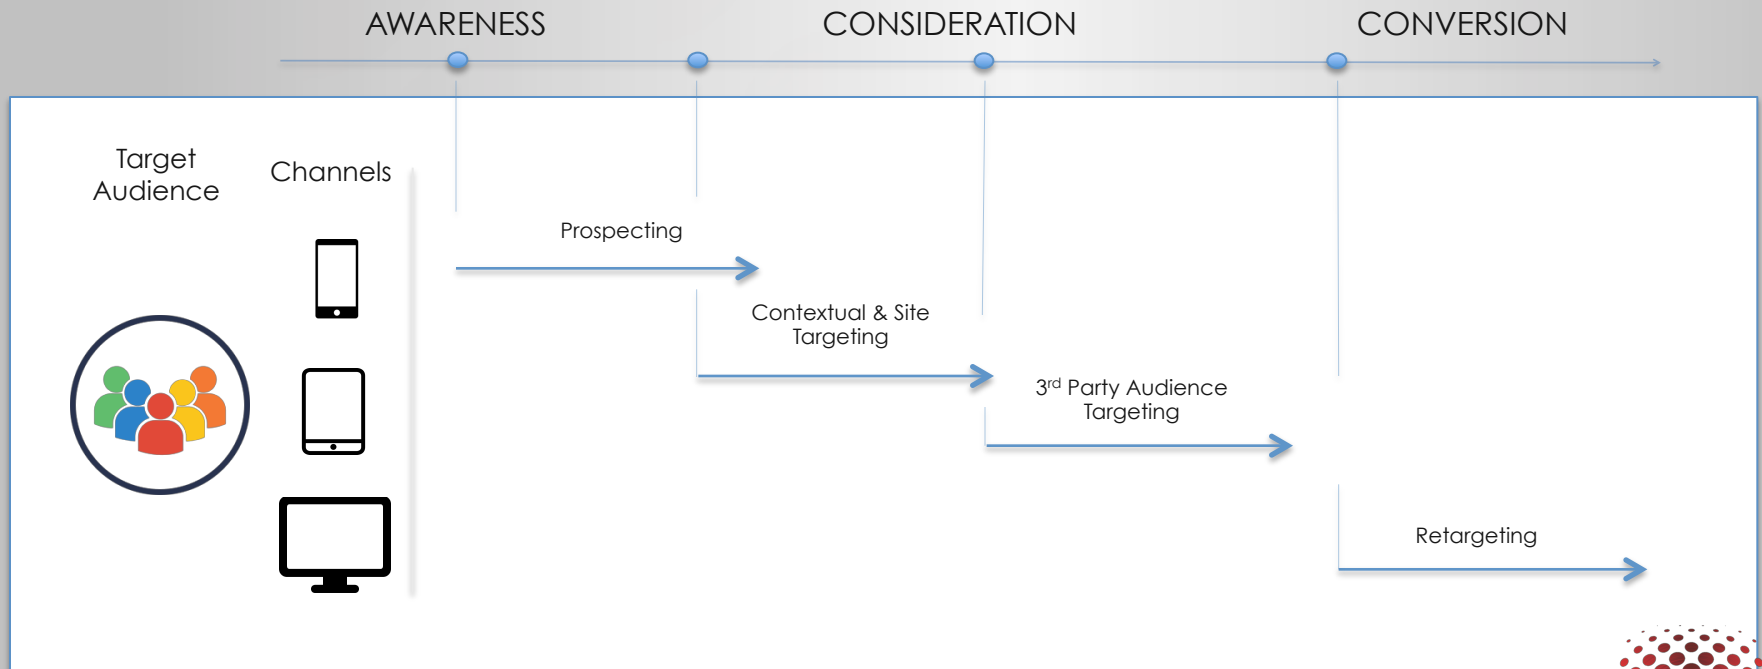 AWARENESS
CONSIDERATION
CONVERSION
Target
Audience
Channels
Prospecting
Contextual & Site
Targeting
3rd Party Audience
Targeting
Retargeting